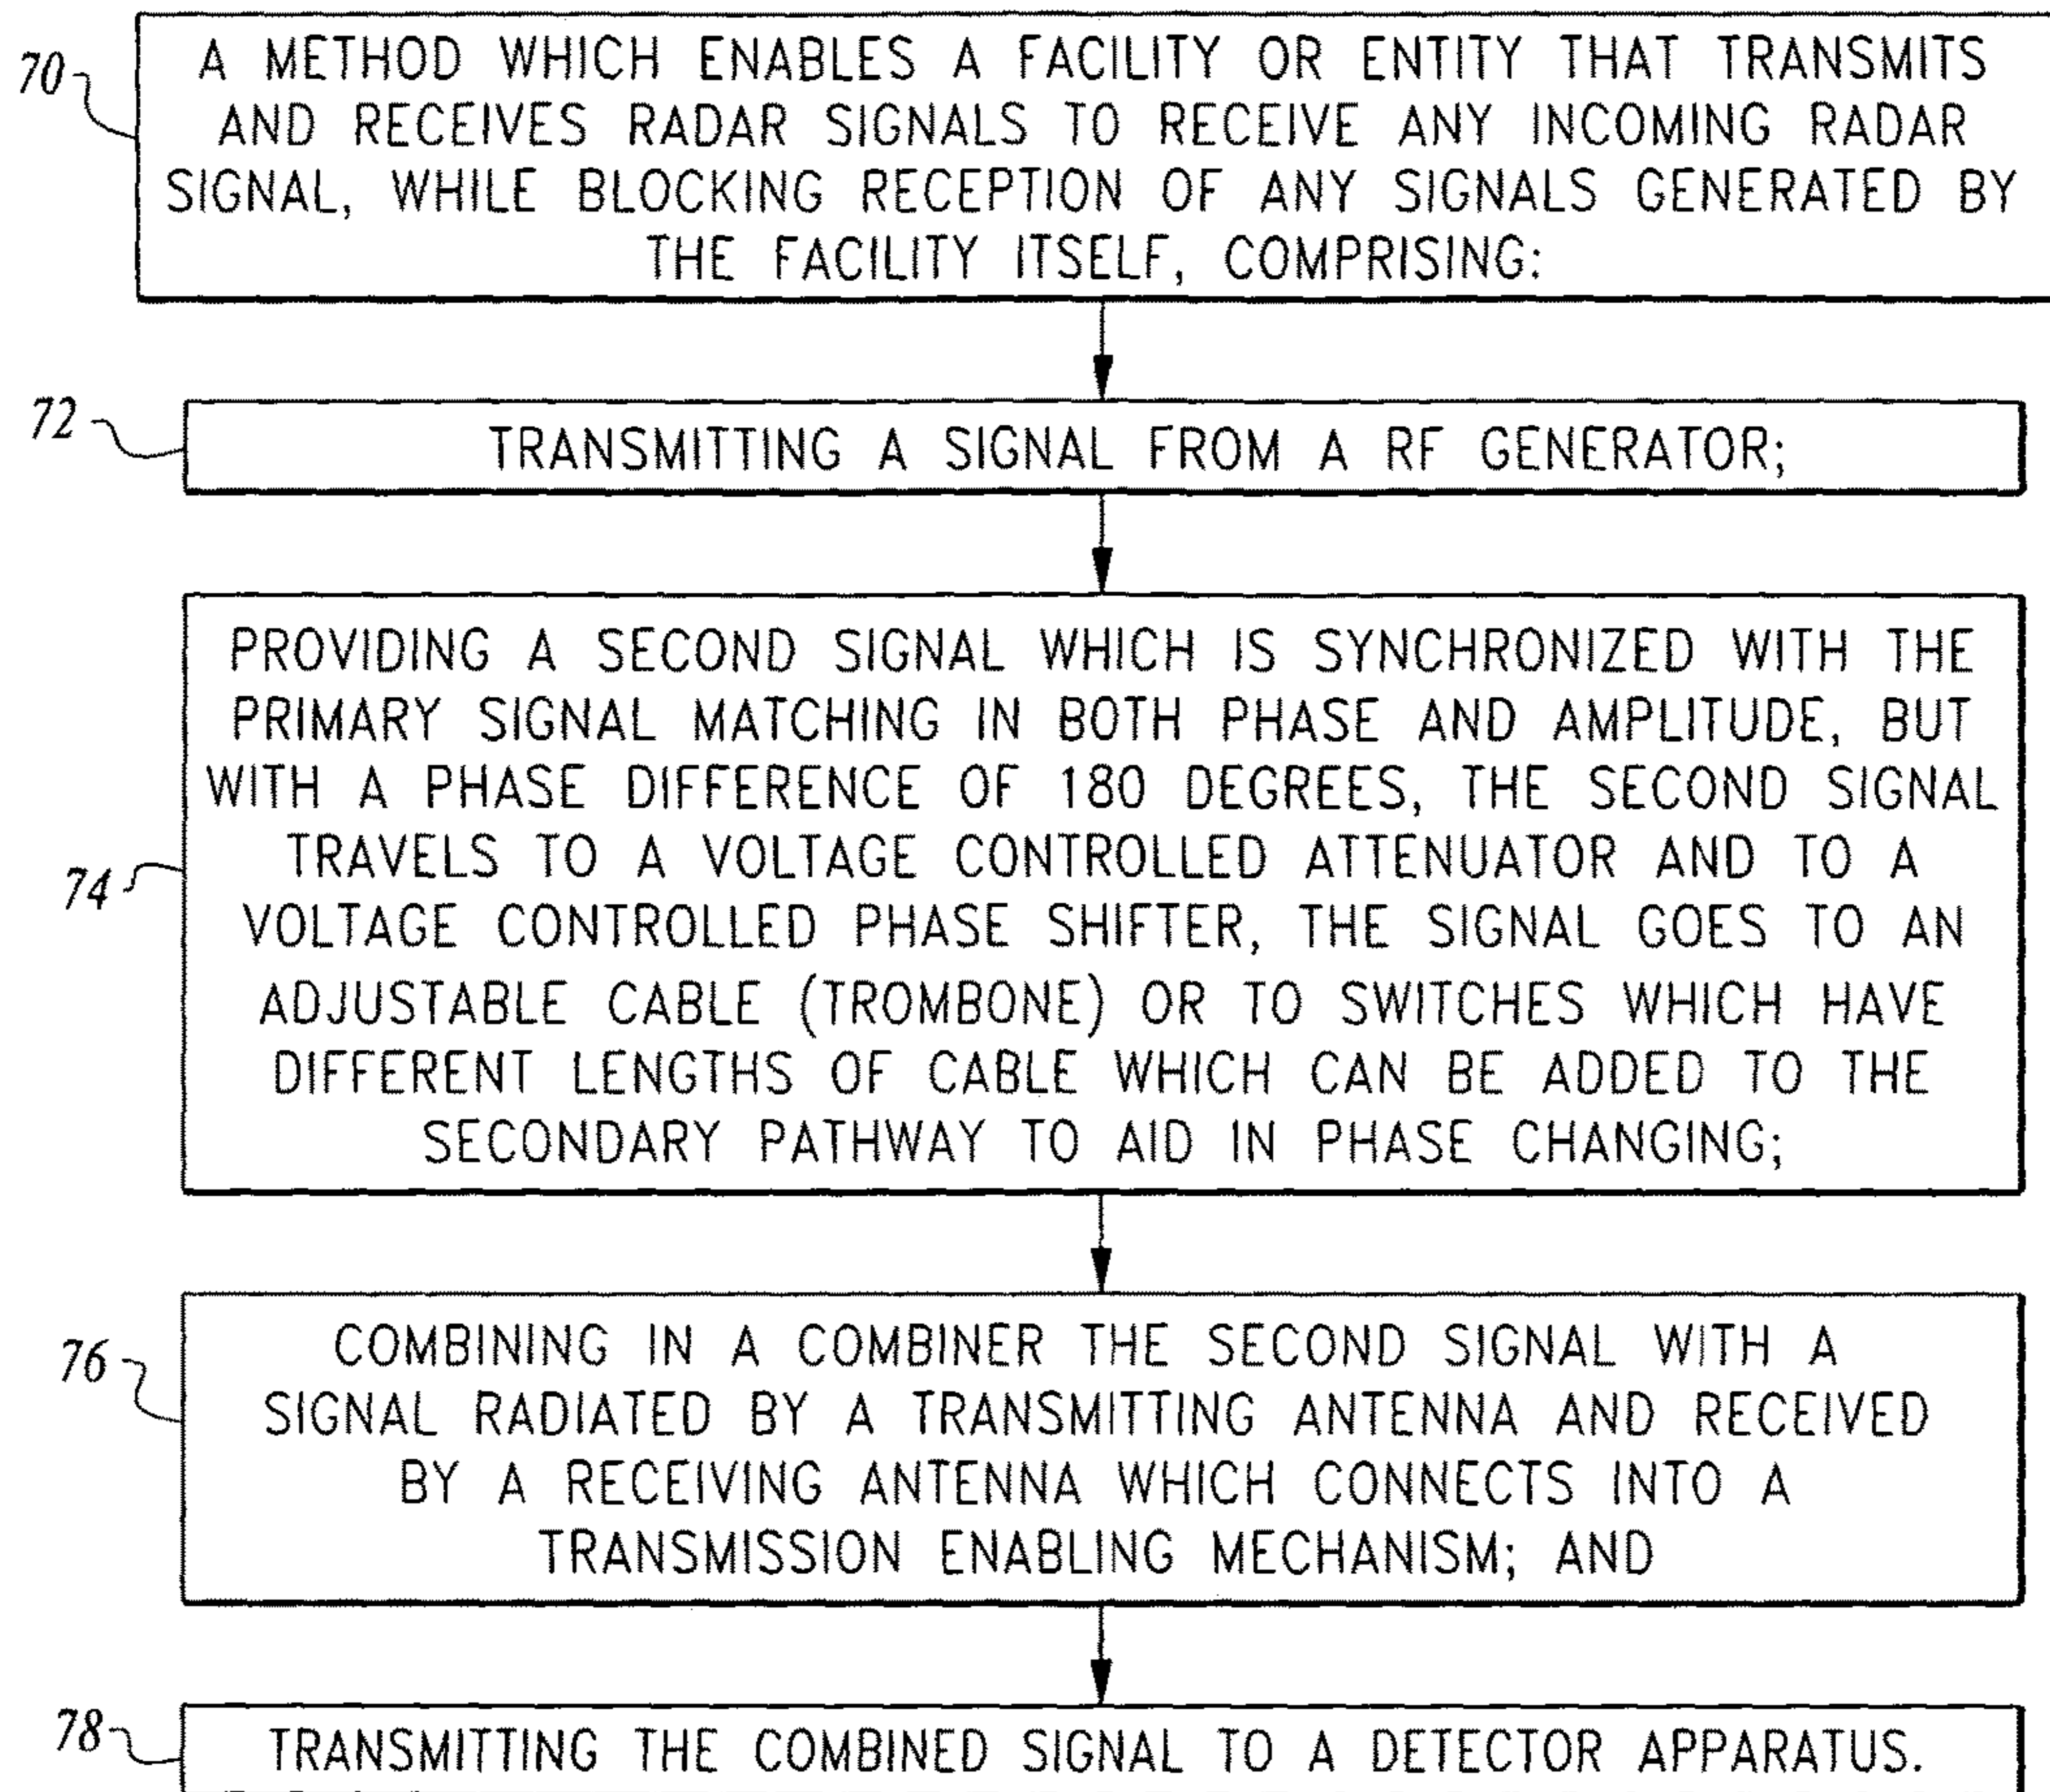 70
A METHOD WHICH ENABLES A FACILITY OR ENTITY THAT TRANSMITS
AND RECEIVES RADAR SIGNALS TO RECEIVE ANY INCOMING RADAR
SIGNAL, WHILE BLOCKING RECEPTION OF ANY SIGNALS GENERATED BY
THE FACILITY ITSELF, COMPRISING:
72
TRANSMITTING A SIGNAL FROM A RF GENERATOR;
74
PROVIDING A SECOND SIGNAL WHICH IS SYNCHRONIZED WITH THE
PRIMARY SIGNAL MATCHING IN BOTH PHASE AND AMPLITUDE, BUT
WITH A PHASE DIFFERENCE OF 180 DEGREES, THE SECOND SIGNAL
TRAVELS TO A VOLTAGE CONTROLLED ATTENUATOR AND TO A
VOLTAGE CONTROLLED PHASE SHIFTER, THE SIGNAL GOES TO AN
ADJUSTABLE CABLE (TROMBONE) OR TO SWITCHES WHICH HAVE
DIFFERENT LENGTHS OF CABLE WHICH CAN BE ADDED TO THE
SECONDARY PATHWAY TO AID IN PHASE CHANGING;
76
COMBINING IN A COMBINER THE SECOND SIGNAL WITH A
SIGNAL RADIATED BY A TRANSMITTING ANTENNA AND RECEIVED
BY A RECEIVING ANTENNA WHICH CONNECTS INTO A
TRANSMISSION ENABLING MECHANISM; AND
78
TRANSMITTING THE COMBINED SIGNAL TO A DETECTOR APPARATUS.